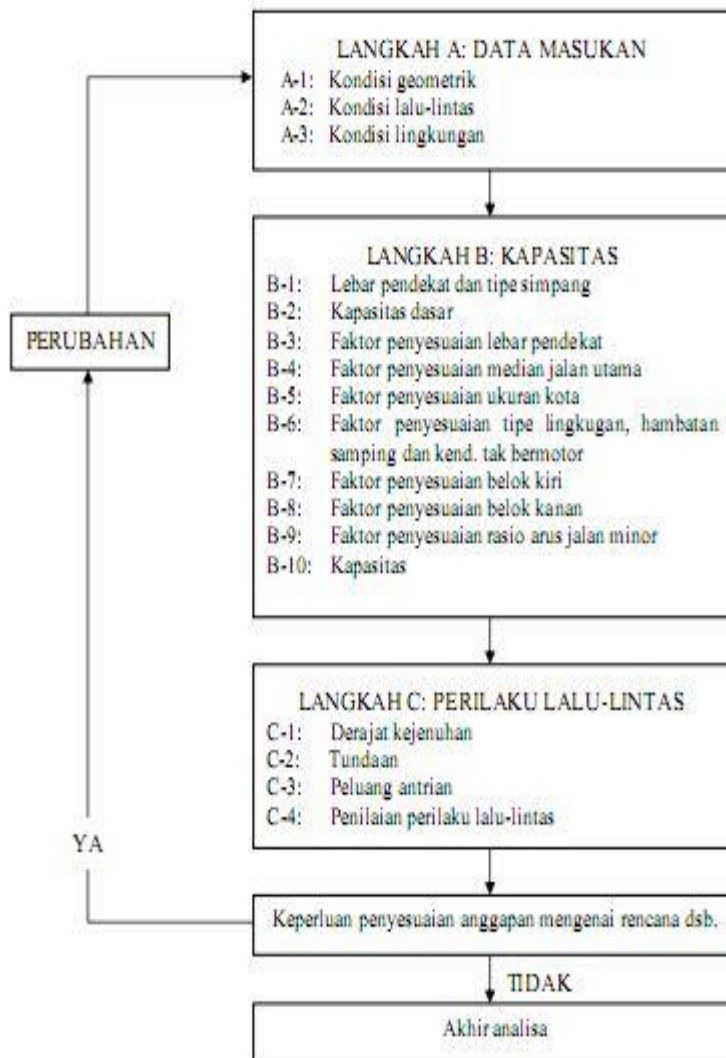 LANGKAH A: DATA MASUKAN
A-1: Kondisi geometrik
A-2: Kondisi lalu-lintas
A-3: Kondisi lingkungan
LANGKAH B: KAPASITAS
B-1: Lebar pendekat dan tipe simpang
B-2: Kapasitas dasar
B-3: Faktor penyesuaian lebar pendekat
B-4: Faktor penyesuaian median jalan utama
B-5: Faktor penyesuaian ukuran kota
B-6: Faktor penyesuaian tipe lingkugan, hambatan
samping dan kend. tak bermotor
B-7: Faktor penyesuaian belok kiri
B-8: Faktor penyesuaian belok kanan
B-9: Faktor penyesuaian rasio arus jalan minor
B-10: Kapasitas
PERUBAHAN
LANGKAH C: PERILAKU LALU-LINTAS
C-1: Derajat kejenuhan
C-2: Tundaan
C-3: Peluang antrian
C-4: Penilaian perilaku lalu-lintas
YA
Keperluan penyesuaian anggapan mengenai rencana dsb.
TIDAK
Akhir analisa